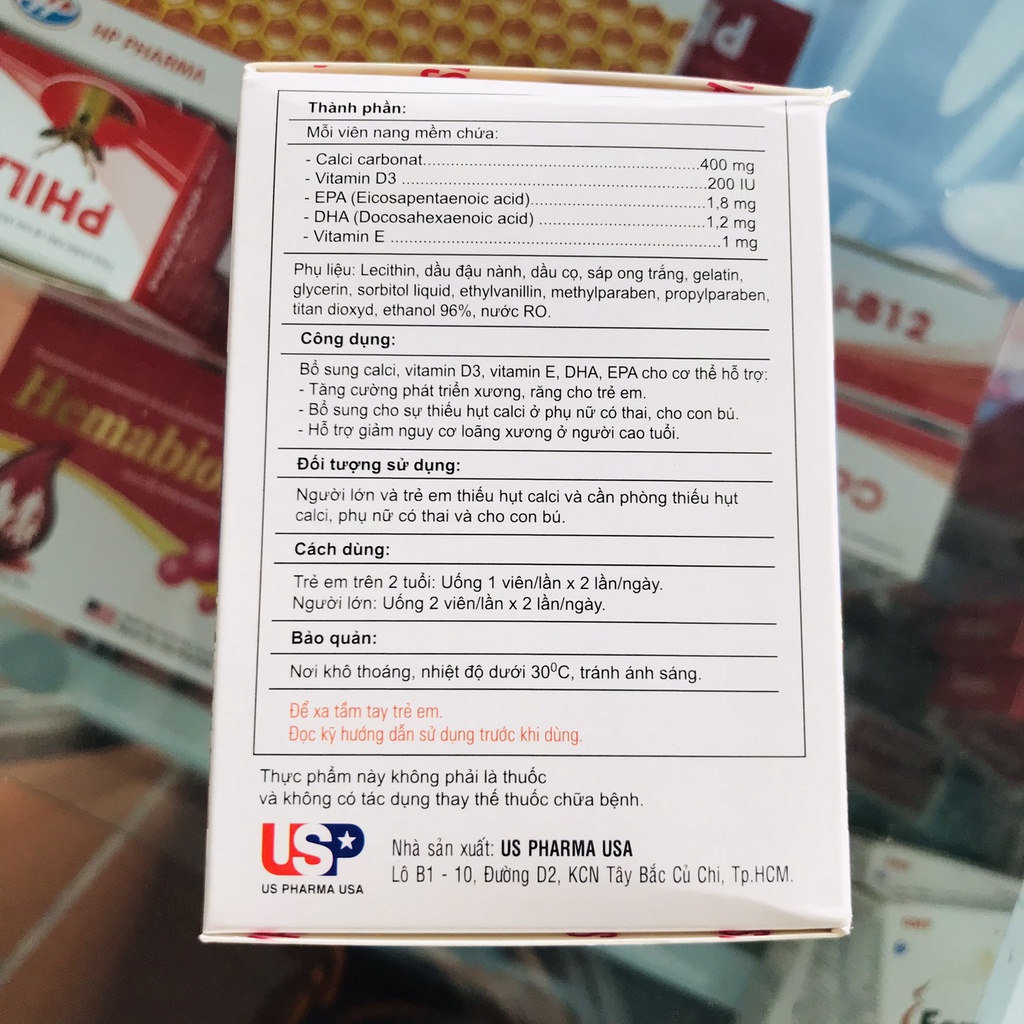 HP PHARMA
PHIL
Hemabio
-B12
Thành phần:
Mỗi viên nang mềm chứa:
- Calci carbonat..........................................400 mg
- Vitamin D3 ..............................................200 IU
- EPA (Eicosapentaenoic acid)..........................1,8 mg
- DHA (Docosahexaenoic acid) .........................1,2 mg
- Vitamin E ..................................................1 mg
Phụ liệu: Lecithin, dầu đậu nành, dầu cọ, sáp ong trắng, gelatin,
glycerin, sorbitol liquid, ethylvanillin, methylparaben, propylparaben,
titan dioxyd, ethanol 96%, nước RO.
Công dụng:
Bổ sung calci, vitamin D3, vitamin E, DHA, EPA cho cơ thể hỗ trợ:
- Tăng cường phát triển xương, răng cho trẻ em.
- Bổ sung cho sự thiếu hụt calci ở phụ nữ có thai, cho con bú.
- Hỗ trợ giảm nguy cơ loãng xương ở người cao tuổi.
Đối tượng sử dụng:
Người lớn và trẻ em thiếu hụt calci và cần phòng thiếu hụt
calci, phụ nữ có thai và cho con bú.
Cách dùng:
Trẻ em trên 2 tuổi: Uống 1 viên/lần x 2 lần/ngày.
Người lớn: Uống 2 viên/lần x 2 lần/ngày.
Bảo quản:
Nơi khô thoáng, nhiệt độ dưới 30⁰C, tránh ánh sáng.
Để xa tầm tay trẻ em.
Đọc kỹ hướng dẫn sử dụng trước khi dùng.
Thực phẩm này không phải là thuốc
và không có tác dụng thay thế thuốc chữa bệnh.
USP
US PHARMA USA
Nhà sản xuất: US PHARMA USA
Lô B1 - 10, Đường D2, KCN Tây Bắc Củ Chi, Tp.HCM.